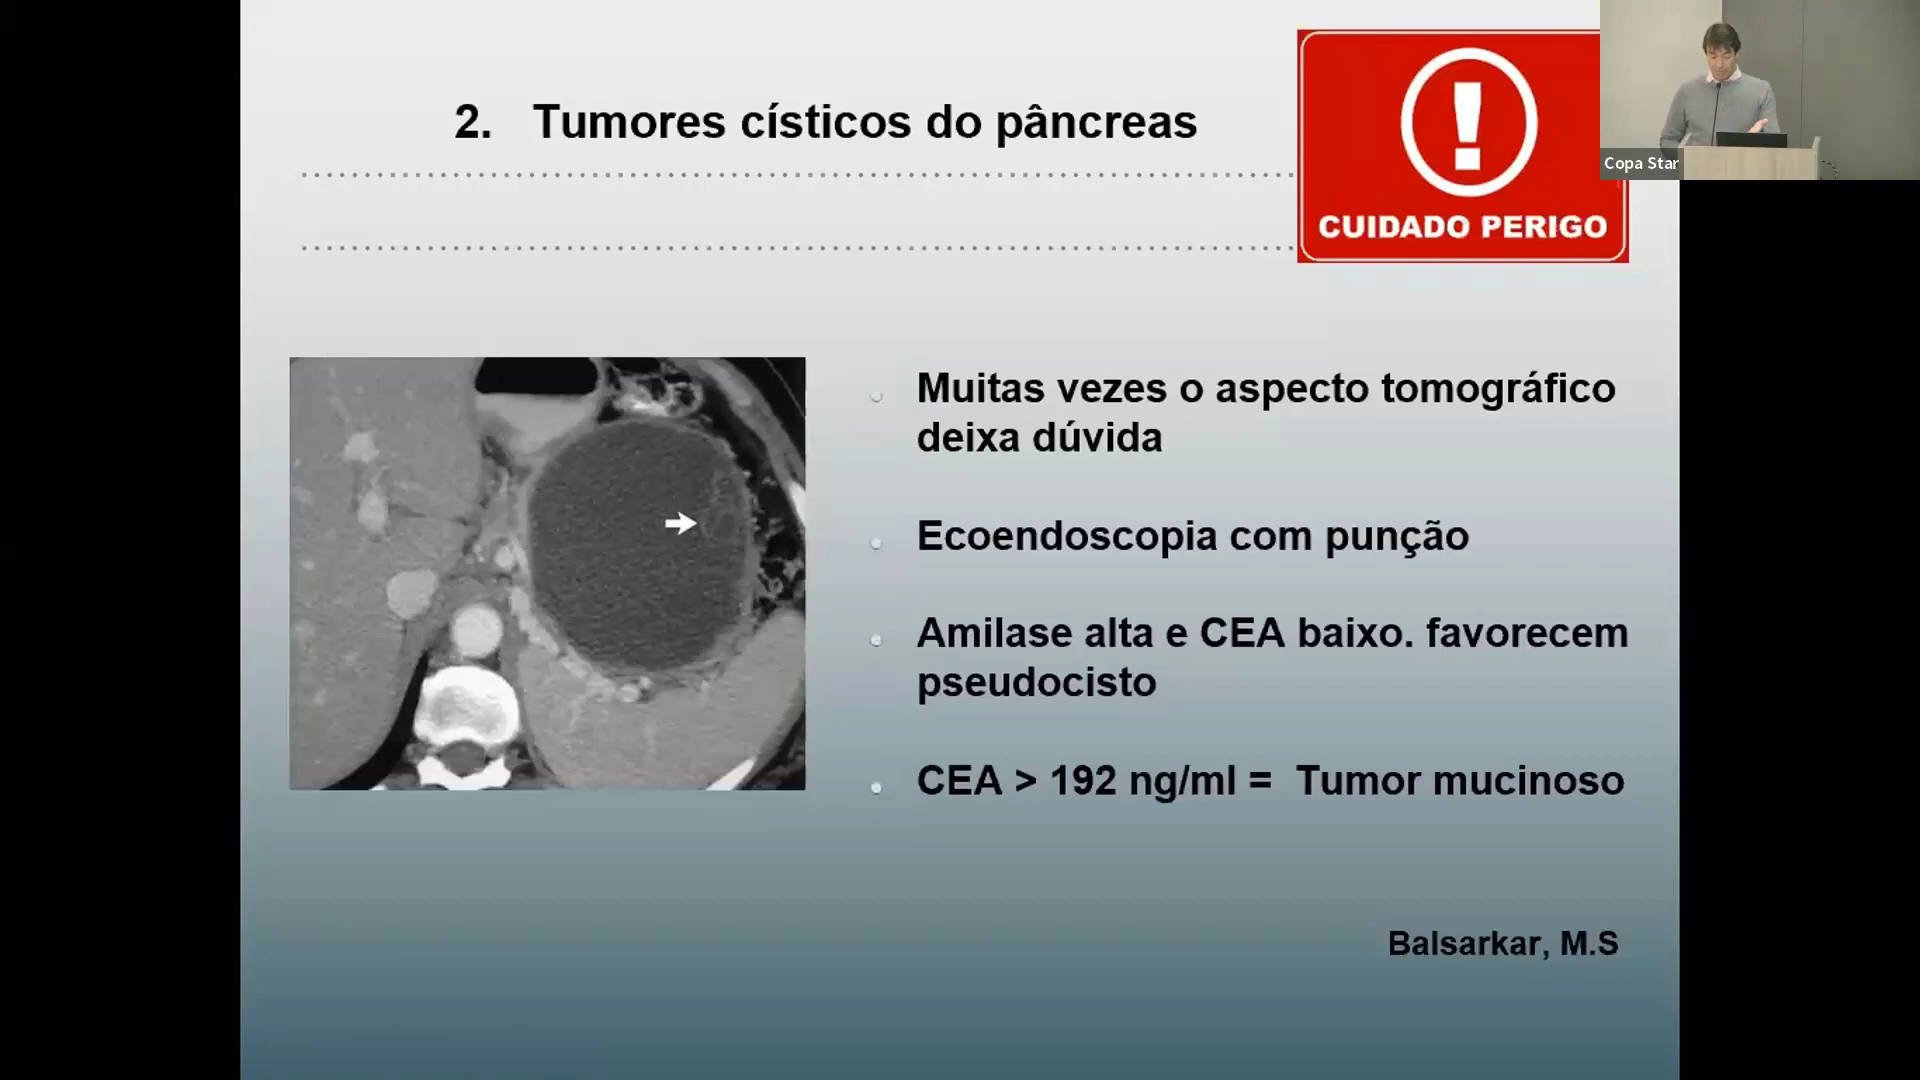 2. Tumores císticos do pâncreas
!
CUIDADO PERIGO
Copa Star
Muitas vezes o aspecto tomográfico
deixa dúvida
Ecoendoscopia com punção
Amilase alta e CEA baixo. favorecem
pseudocisto
CEA > 192 ng/ml = Tumor mucinoso
Balsarkar, M.S